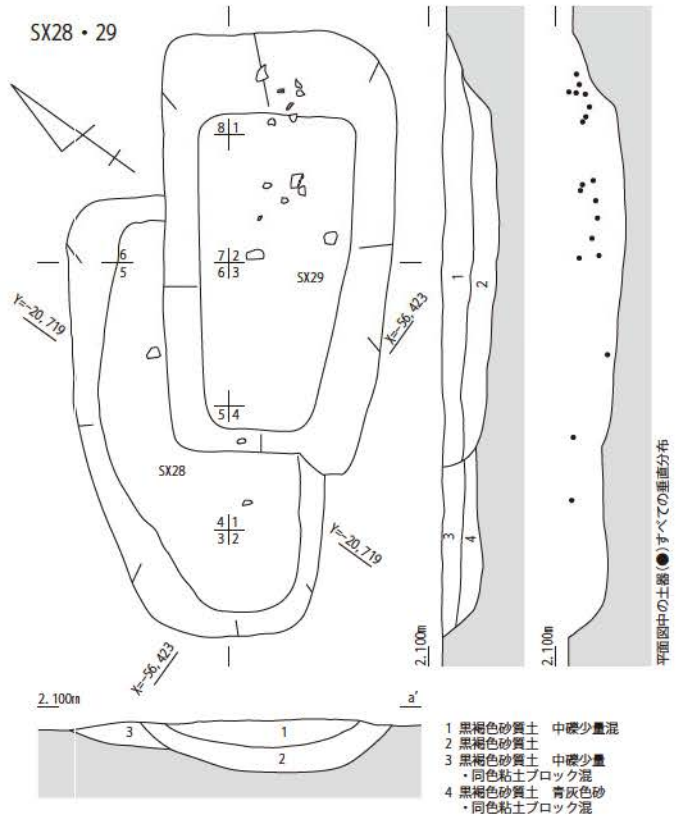 SX28・29
8 1
6
5
7 2
6 3
SX29
Y=-20,719
X=-56,423
5 4
SX28
4 1
3 2
Y=-20,719
X=-56,423
1
2
3
4
2.100m
2.100m
平面図中の土器(●)すべての垂直分布
2.100m
a'
3
1
2
1 黒褐色砂質土 中礫少量混
2 黒褐色砂質土
3 黒褐色砂質土 中礫少量
・同色粘土ブロック混
4 黒褐色砂質土 青灰色砂
・同色粘土ブロック混